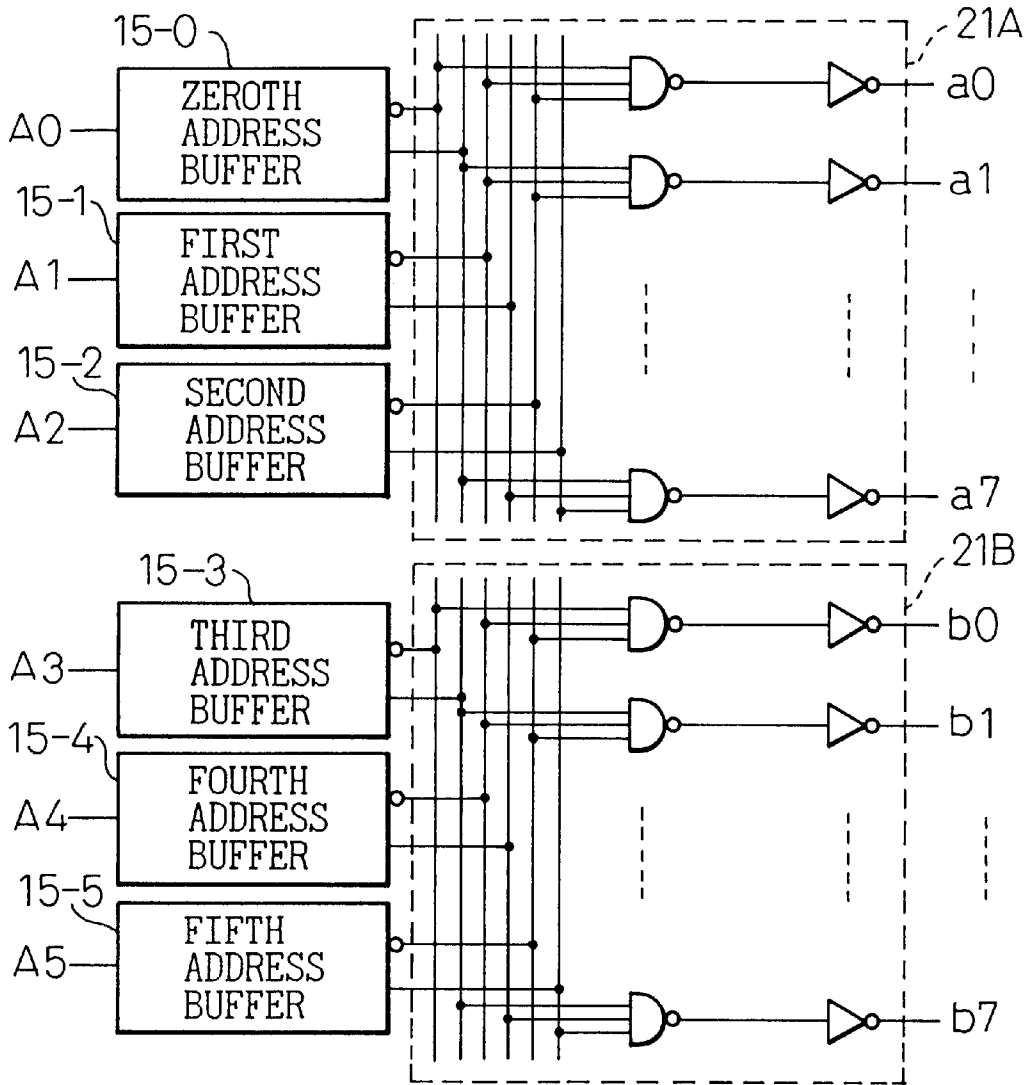 15-0
21A
ZEROTH
ADDRESS
BUFFER
A0
a0
a1
15-1
FIRST
ADDRESS
BUFFER
A1
15-2
SECOND
ADDRESS
BUFFER
A2
a7
21B
15-3
THIRD
ADDRESS
BUFFER
A3
b0
b1
15-4
FOURTH
ADDRESS
BUFFER
A4
15-5
FIFTH
ADDRESS
BUFFER
A5
b7